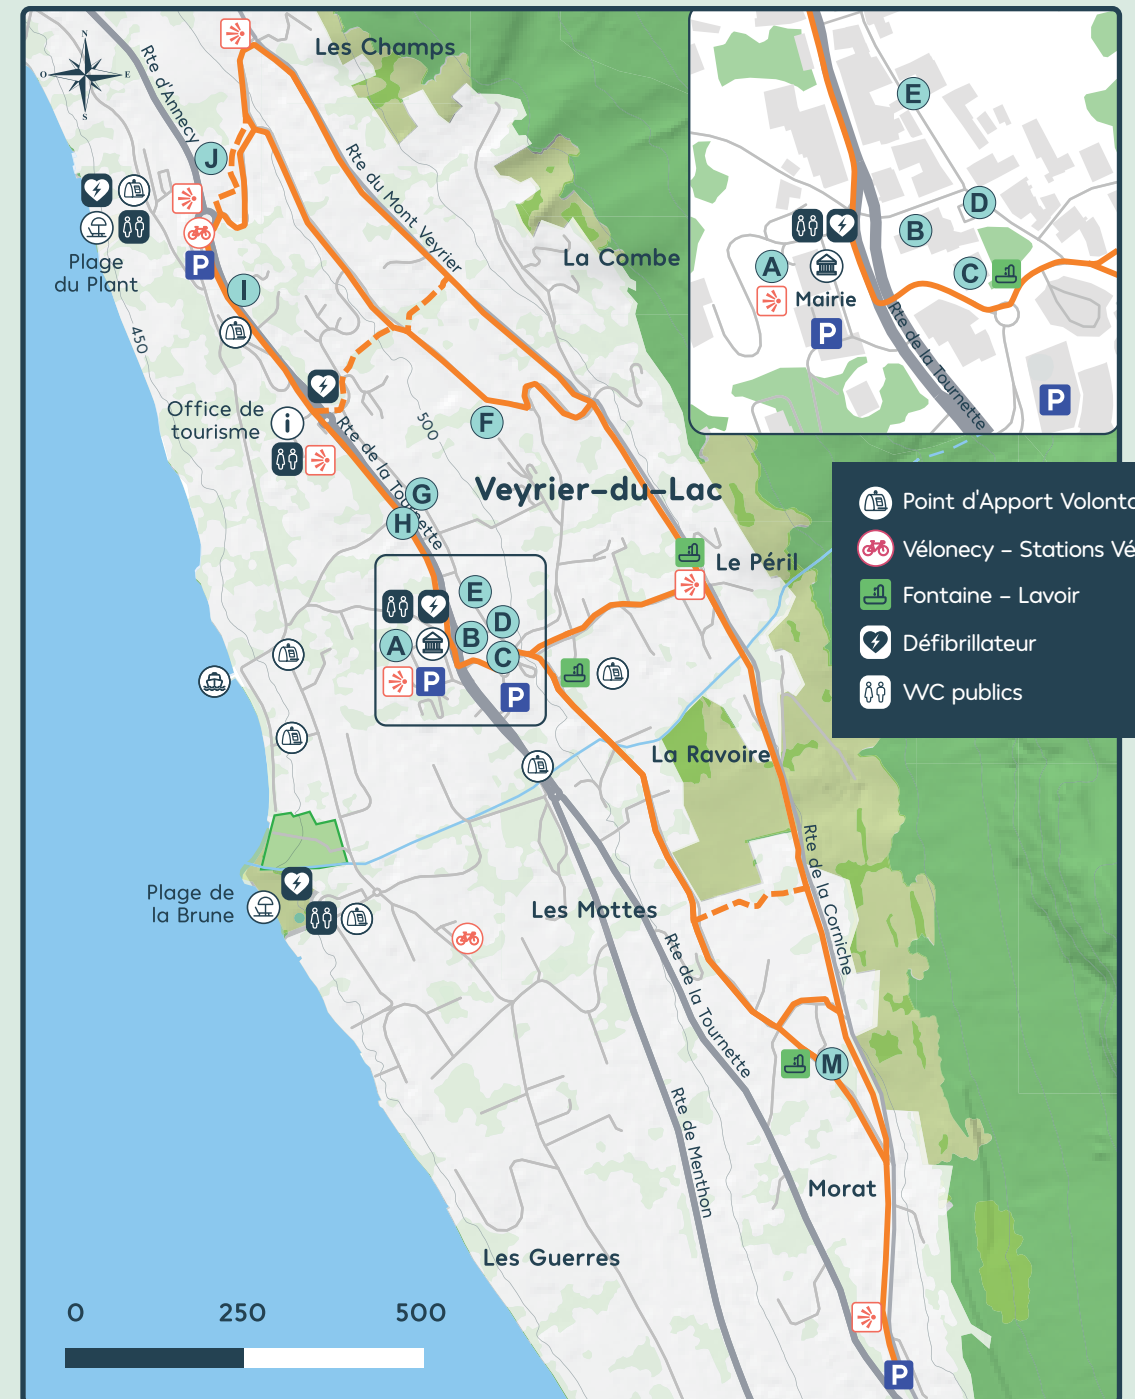 N
O
E
S
Les Champs
Rte d'Annecy
J
Rte du Mont Veyrier
Plage
du Plant
P
I
450
La Combe
Office de
tourisme
i
500
F
Rte de la Tournette
G
H
Veyrier-du-Lac
Le Péril
E
D
B
A
C
P
P
La Ravoire
Rte de la Corniche
Plage de
la Brune
Les Mottes
Rte de la Tournette
M
Rte de Menthon
Morat
Les Guerres
P
0
250
500
E
D
B
A
C
Mairie
P
Rte de la Tournette
P
Point d'Apport Volonta
Vélonecy - Stations Vé
Fontaine - Lavoir
Défibrillateur
WC publics